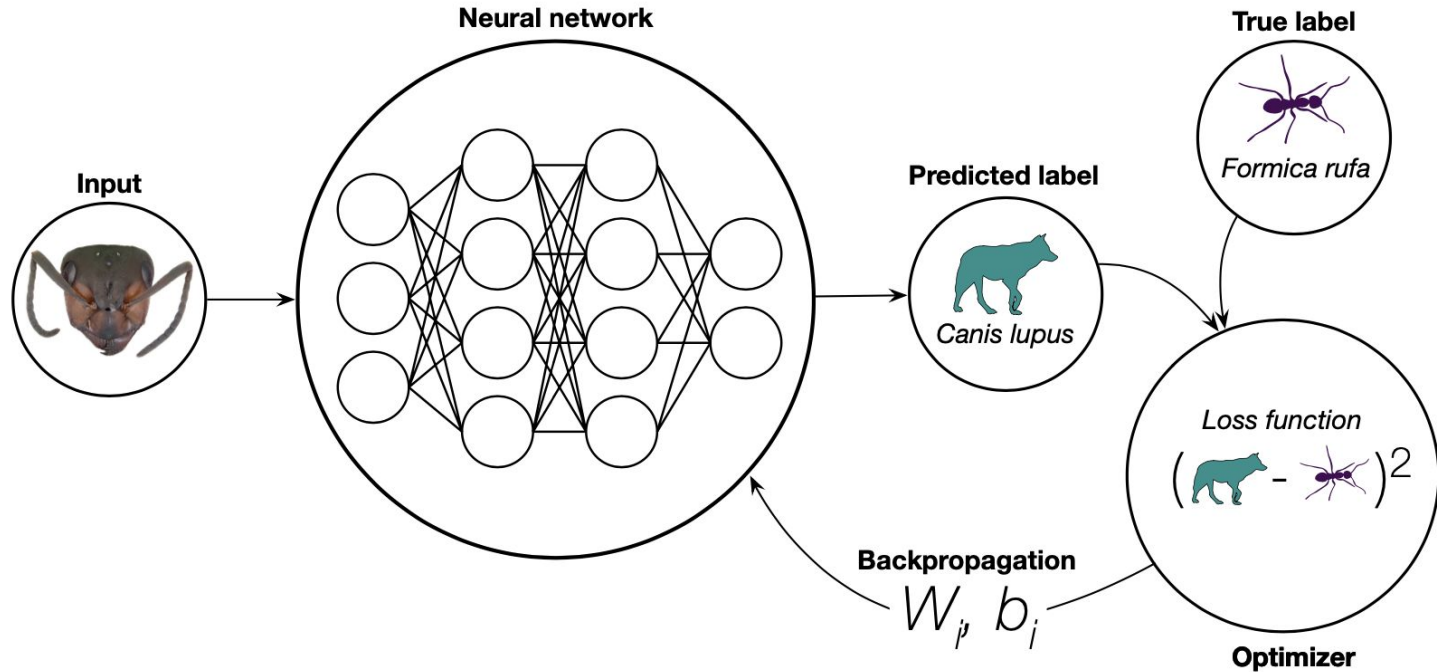 Neural network
True label
Formica rufa
Input
Predicted label
Canis lupus
Loss function
( - )2
Backpropagation
Wi, bi
Optimizer